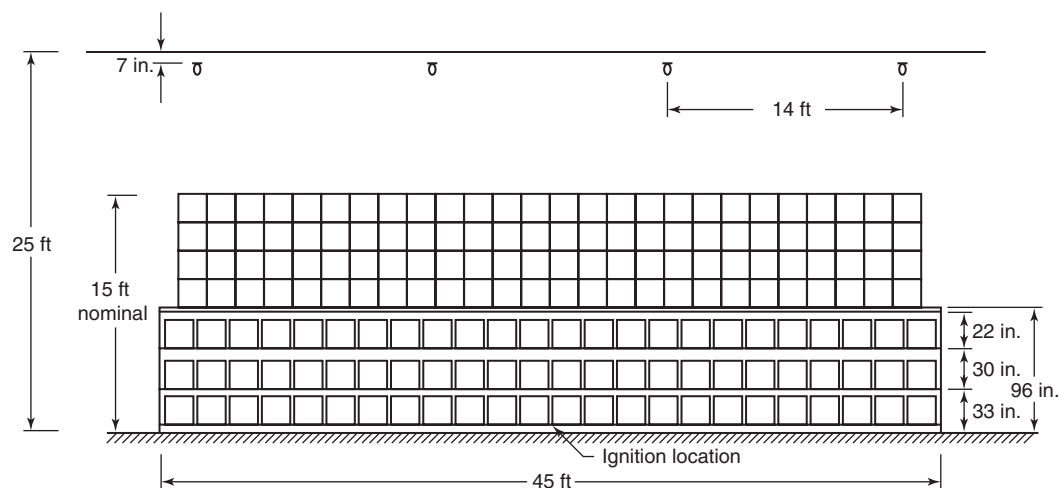 7 in.
14 ft
25 ft
15 ft
nominal
22 in.
30 in.
96 in.
33 in.
Ignition location
45 ft